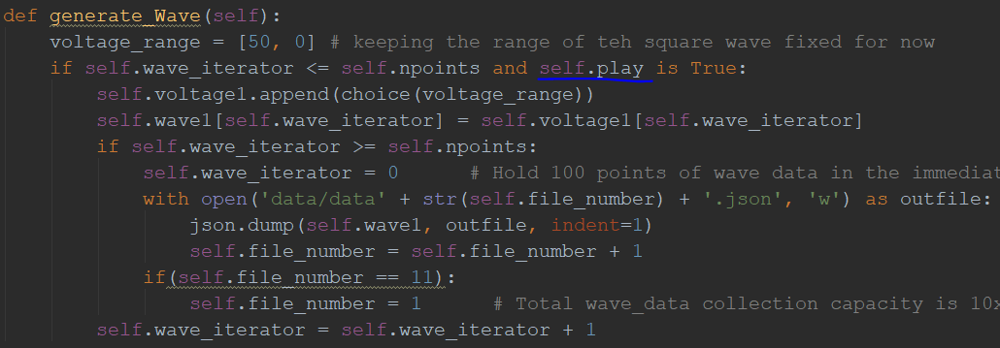 def generate_Wave(self):
    voltage_range = [50, 0] # keeping the range of teh square wave fixed for now
    if self.wave_iterator <= self.npoints and self.play is True:
        self.voltage1.append(choice(voltage_range))
        self.wave1[self.wave_iterator] = self.voltage1[self.wave_iterator]
        if self.wave_iterator >= self.npoints:
            self.wave_iterator = 0      # Hold 100 points of wave data in the immediat
            with open('data/data' + str(self.file_number) + '.json', 'w') as outfile:
                json.dump(self.wave1, outfile, indent=1)
                self.file_number = self.file_number + 1
            if(self.file_number == 11):
                self.file_number = 1      # Total wave_data collection capacity is 10x
        self.wave_iterator = self.wave_iterator + 1